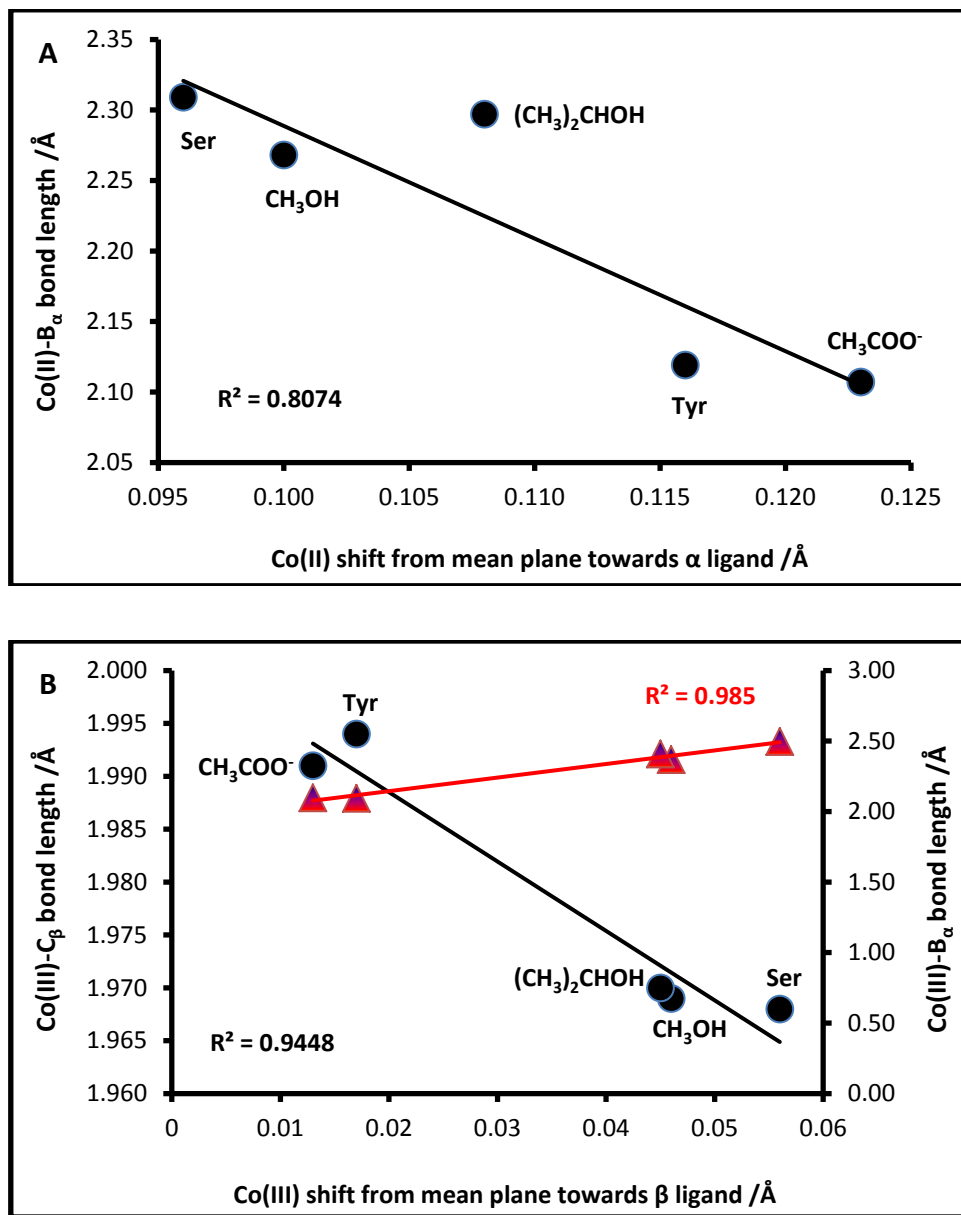 A
Co(II)-Bα bond length /Å
2.35
2.30
2.25
2.20
2.15
2.10
2.05
Ser
CH₃OH
(CH₃)₂CHOH
Tyr
CH₃COO⁻
R² = 0.8074
0.095 0.100 0.105 0.110 0.115 0.120 0.125
Co(II) shift from mean plane towards α ligand /Å
B
Co(III)-Cβ bond length /Å
2.000
1.995
1.990
1.985
1.980
1.975
1.970
1.965
1.960
Tyr
CH₃COO⁻
R² = 0.985
(CH₃)₂CHOH
CH₃OH
Ser
R² = 0.9448
3.00
2.50
2.00
1.50
1.00
0.50
0.00
Co(III)-Bα bond length /Å
0 0.01 0.02 0.03 0.04 0.05 0.06
Co(III) shift from mean plane towards β ligand /Å